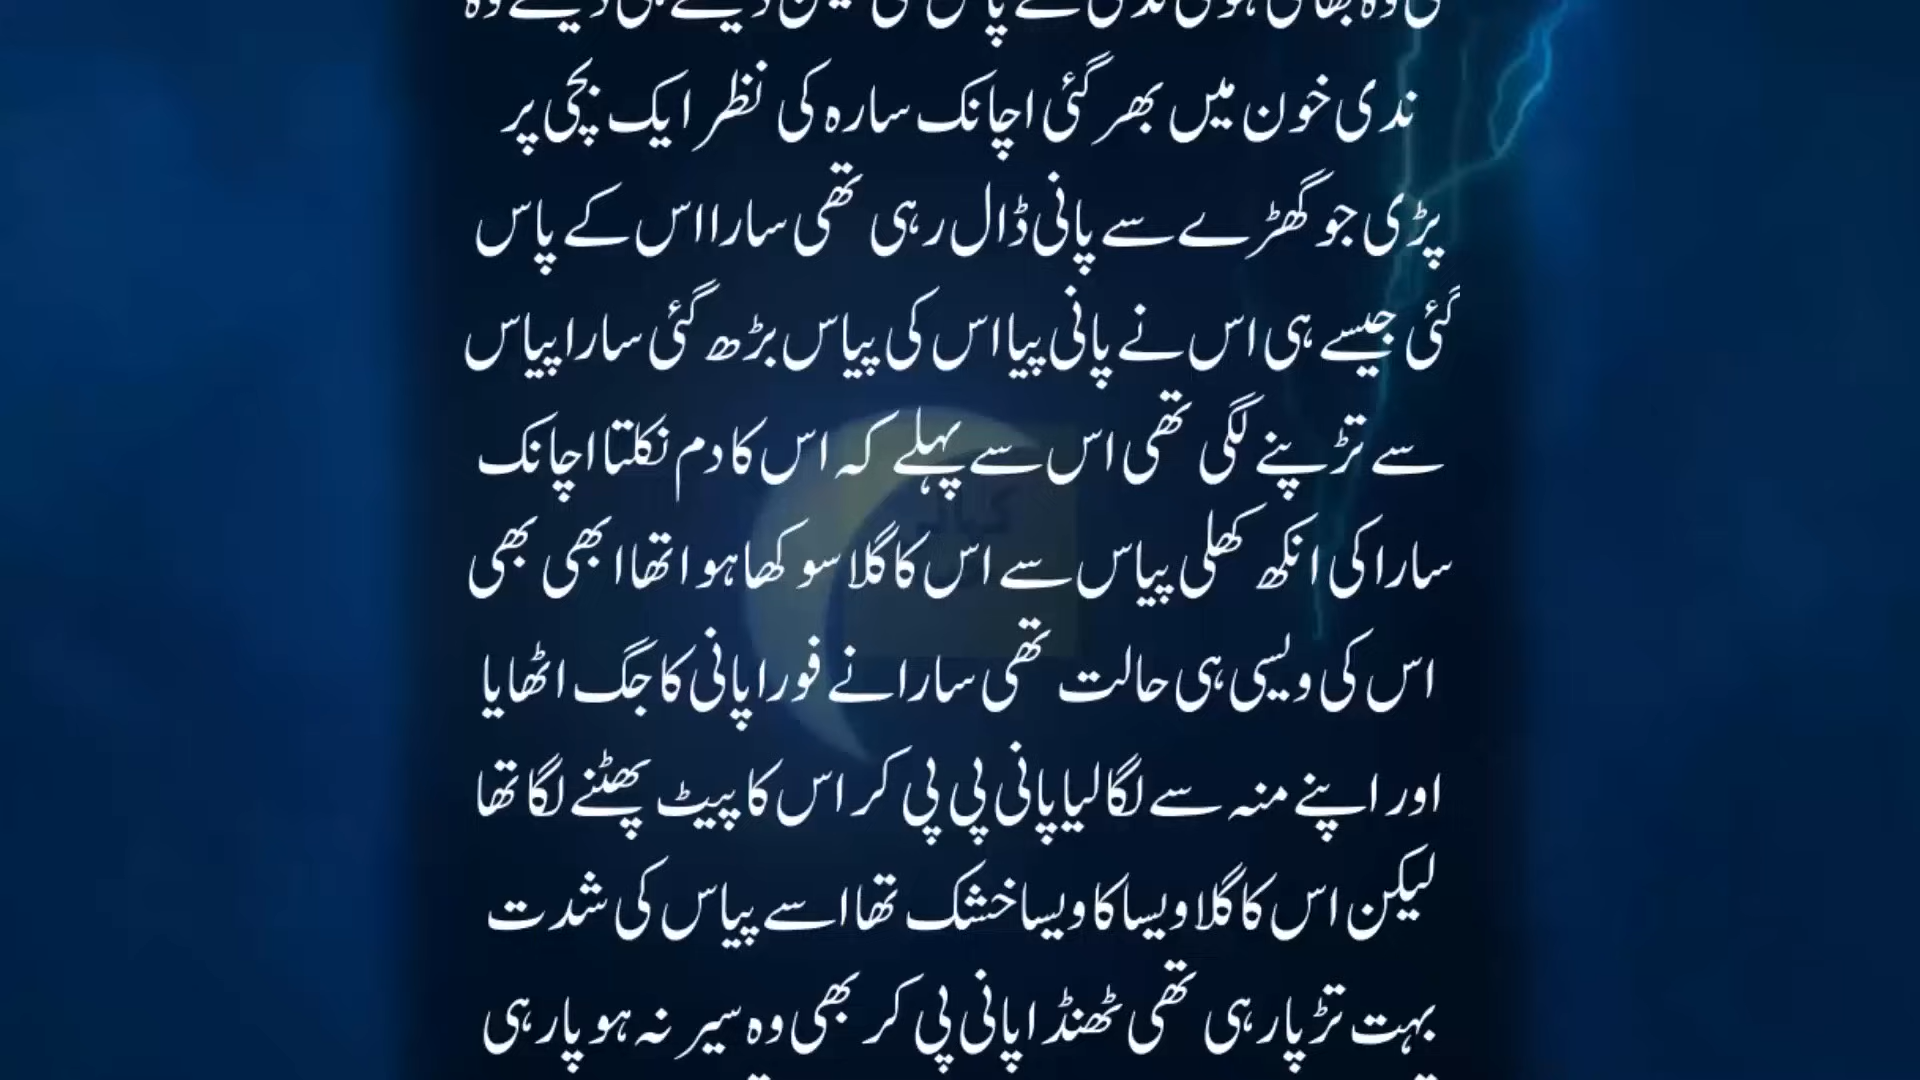 ندی خون میں بھر گئی اچانک سارہ کی نظر ایک بچی پر
پڑی جو گھڑے سے پانی ڈال رہی تھی سارا اس کے پاس
گئی جیسے ہی اس نے پانی پیا اس کی پیاس بڑھ گئی سارا پیاس
سے تڑپنے لگی تھی اس سے پہلے کہ اس کا دم نکلتا اچانک
سارا کی انکھ کھلی پیاس سے اس کا گلا سوکھا ہوا تھا ابھی بھی
اس کی ویسی ہی حالت تھی سارا نے فورا پانی کا جگ اٹھایا
اور اپنے منہ سے لگا لیا پانی پی پی کر اس کا پیٹ پھٹنے لگا تھا
لیکن اس کا گلا ویسا کا ویسا خشک تھا اسے پیاس کی شدت
بہت تڑپا رہی تھی ٹھنڈا پانی پی کر بھی وہ سیر نہ ہو پا رہی